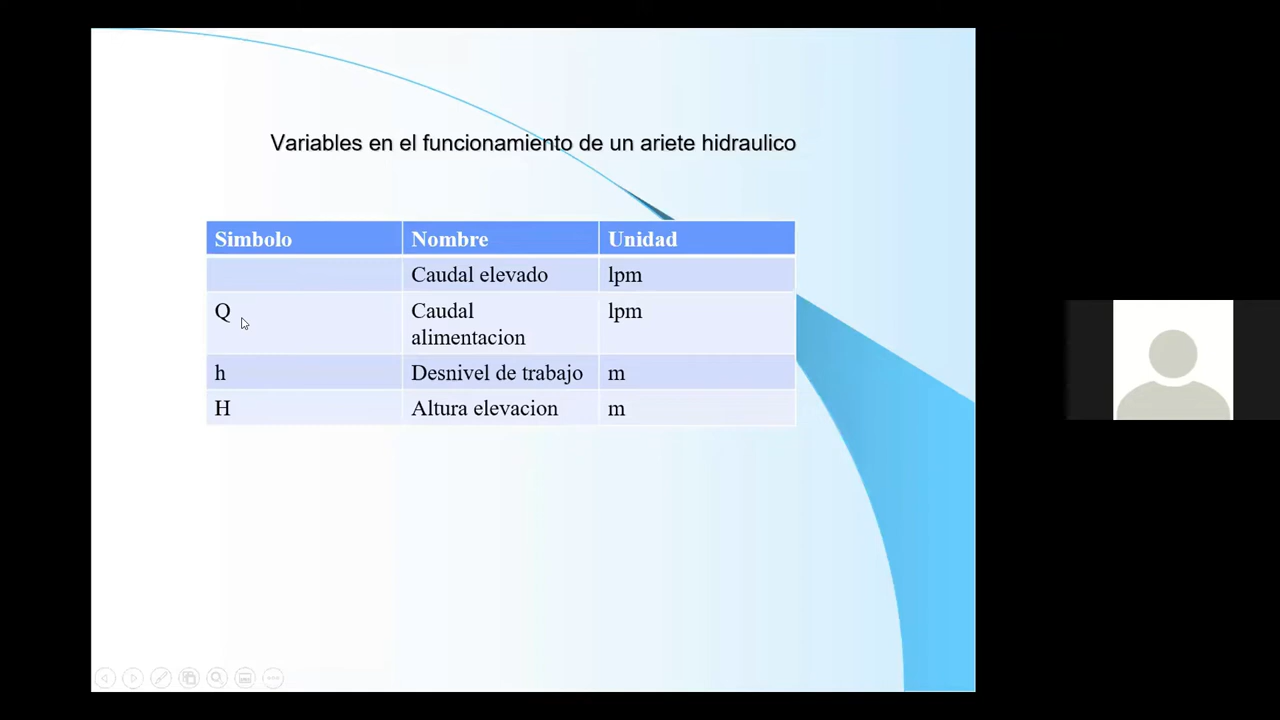 Variables en el funcionamiento de un ariete hidraulico
Simbolo Nombre Unidad
Caudal elevado lpm
Q Caudal alimentacion lpm
h Desnivel de trabajo m
H Altura elevacion m